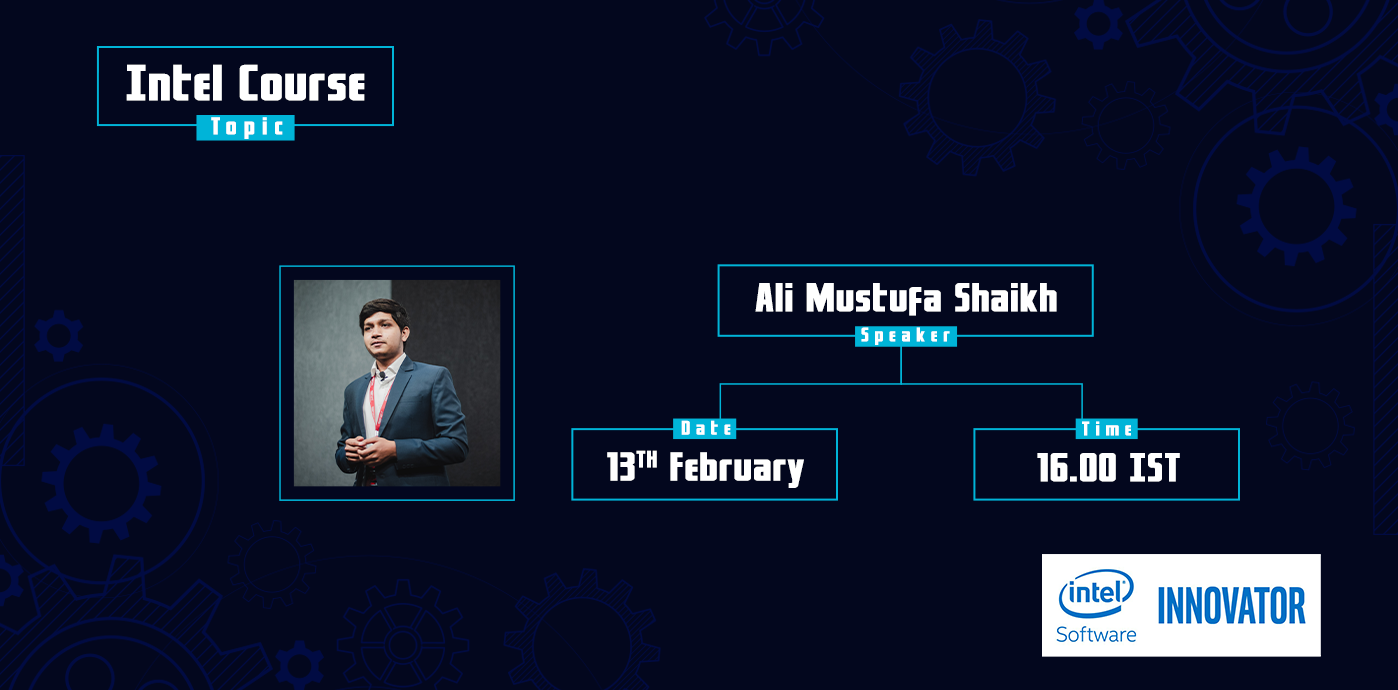 Intel Course
Topic
Ali Mustufa Shaikh
Speaker
Date
13TH February
Time
16.00 IST
intel
Software
INNOVATOR